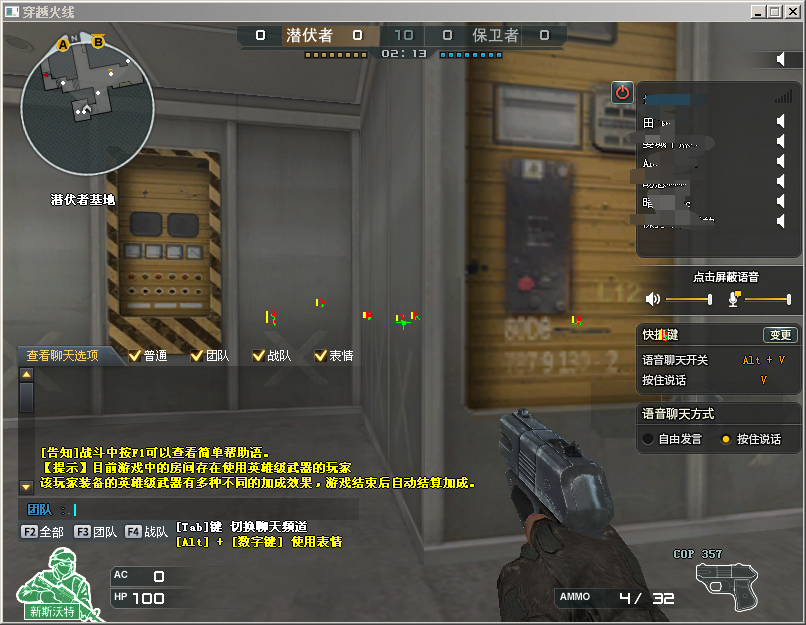 穿越火线
0 潜伏者 0 10 0 保卫者 0
02:13
N
A B
潜伏者基地
田
点击屏蔽语音
快捷键 变更
语音聊天开关 Alt + V
按住说话 V
语音聊天方式
自由发言 按住说话
查看聊天选项 普通 团队 战队 表情
[告知]战斗中按F1可以查看简单帮助语。
【提示】目前游戏中的房间存在使用英雄级武器的玩家
该玩家装备的英雄级武器有多种不同的加成效果，游戏结束后自动结算加成。
团队 :
F2 全部 F3 团队 F4 战队 [Tab]键 切换聊天频道
[Alt] + [数字键] 使用表情
新斯沃特
AC 0
HP 100
COP 357
AMMO 4/ 32
L12